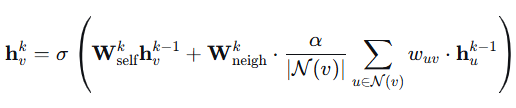 h_v^k = σ ( W_self^k h_v^{k-1} + W_neigh^k · α / |𝒩(v)| ∑_{u∈𝒩(v)} w_{uv} · h_u^{k-1} )